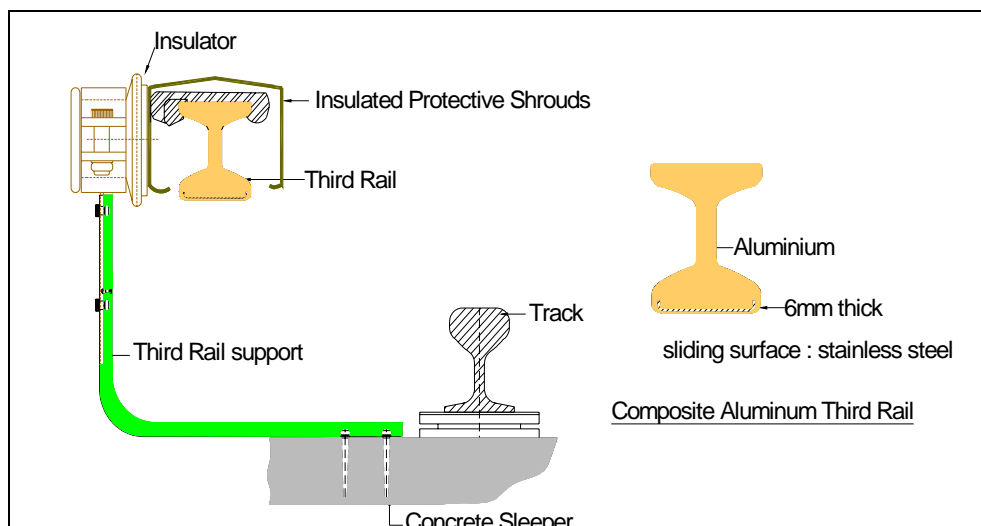 Insulator
Insulated Protective Shrouds
Third Rail
Aluminium
6mm thick
Track
Third Rail support
sliding surface : stainless steel
Composite Aluminum Third Rail
Concrete Sleeper